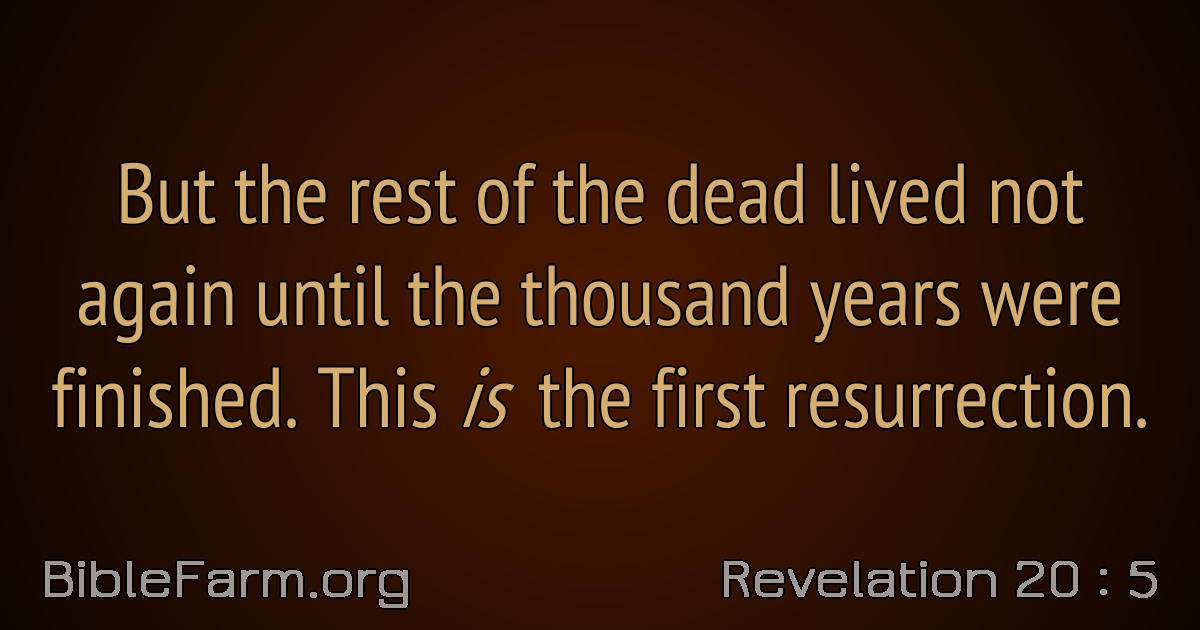 But the rest of the dead lived not
again until the thousand years were
finished. This is the first resurrection.
BibleFarm.org
Revelation 20 : 5